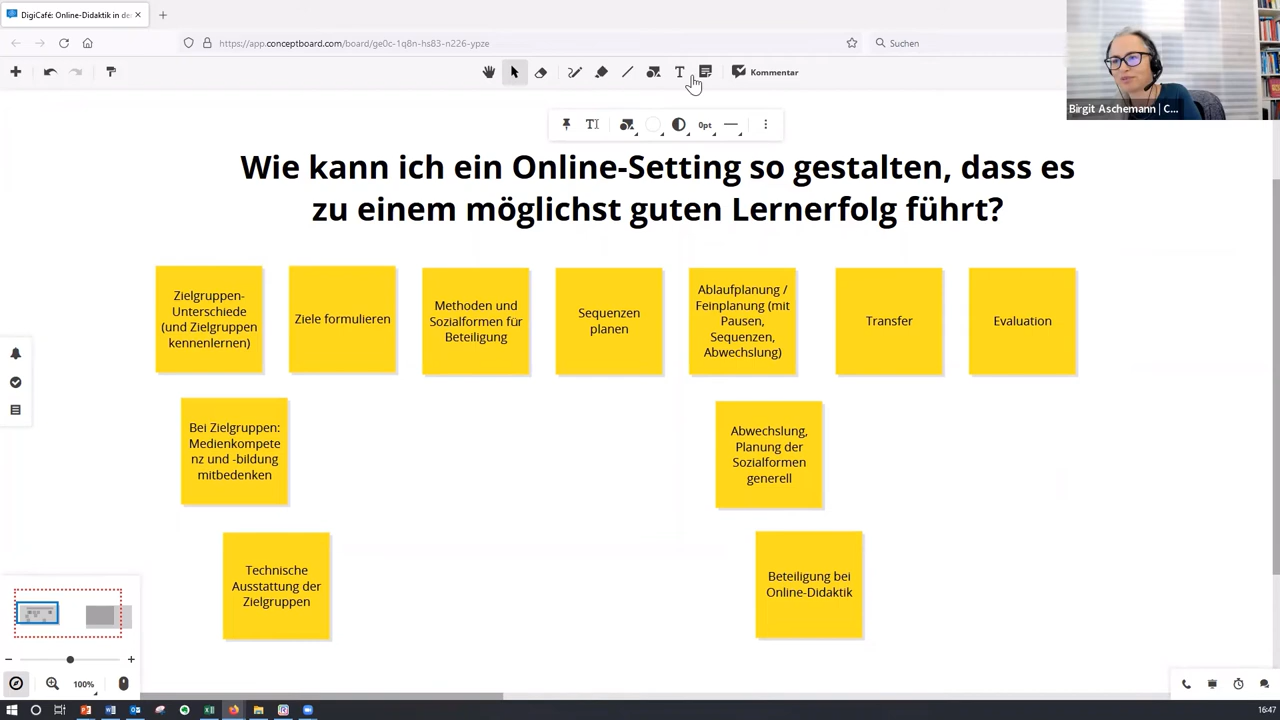 DigiCafé: Online-Didaktik in de
https://app.conceptboard.com/board/ge0c-1q8n-hs83-n226-ypze
Suchen
Kommentar
Birgit Aschemann | C...
0pt
Wie kann ich ein Online-Setting so gestalten, dass es
zu einem möglichst guten Lernerfolg führt?
Zielgruppen-
Unterschiede
(und Zielgruppen
kennenlernen)
Ziele formulieren
Methoden und
Sozialformen für
Beteiligung
Sequenzen
planen
Ablaufplanung /
Feinplanung (mit
Pausen,
Sequenzen,
Abwechslung)
Transfer
Evaluation
Bei Zielgruppen:
Medienkompete
nz und -bildung
mitbedenken
Abwechslung,
Planung der
Sozialformen
generell
Technische
Ausstattung der
Zielgruppen
Beteiligung bei
Online-Didaktik
100%
16:47